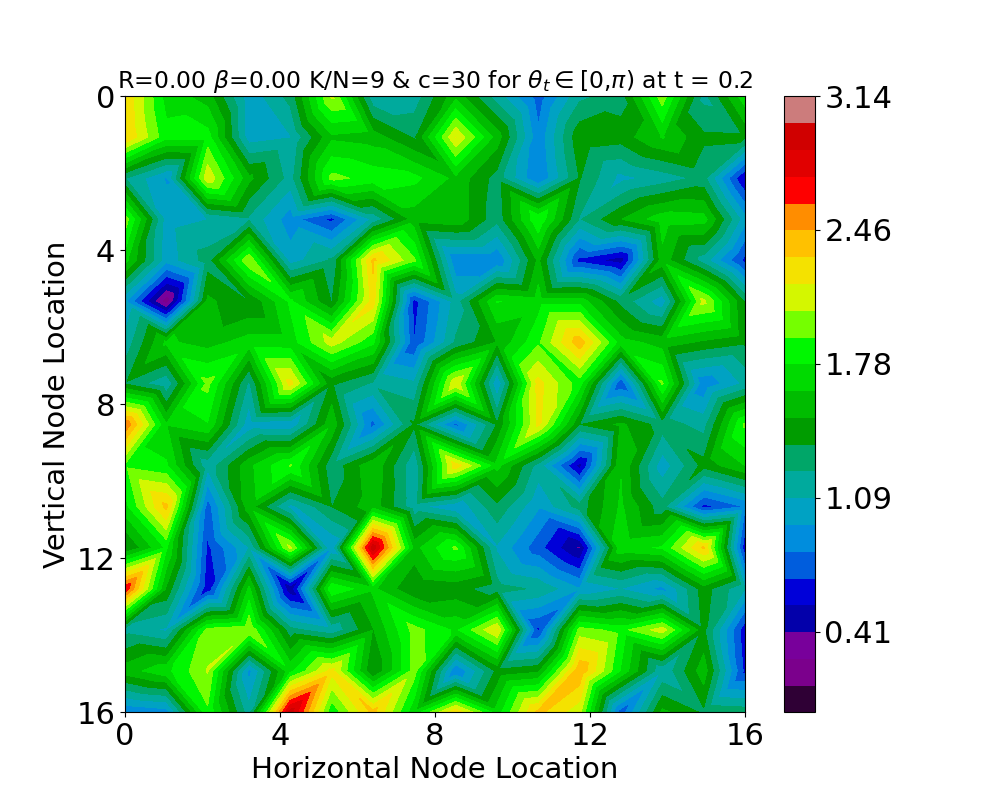 R=0.00 β=0.00 K/N=9 & c=30 for θₜ ∈ [0,π) at t = 0.2
0
4
8
12
16
Vertical Node Location
0 4 8 12 16
Horizontal Node Location
3.14
2.46
1.78
1.09
0.41